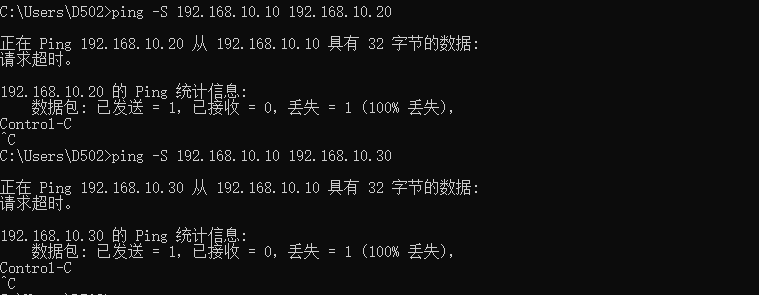 C:\Users\D502>ping -S 192.168.10.10 192.168.10.20
正在 Ping 192.168.10.20 从 192.168.10.10 具有 32 字节的数据:
请求超时。
192.168.10.20 的 Ping 统计信息:
数据包: 已发送 = 1, 已接收 = 0, 丢失 = 1 (100% 丢失),
Control-C
^C
C:\Users\D502>ping -S 192.168.10.10 192.168.10.30
正在 Ping 192.168.10.30 从 192.168.10.10 具有 32 字节的数据:
请求超时。
192.168.10.30 的 Ping 统计信息:
数据包: 已发送 = 1, 已接收 = 0, 丢失 = 1 (100% 丢失),
Control-C
^C